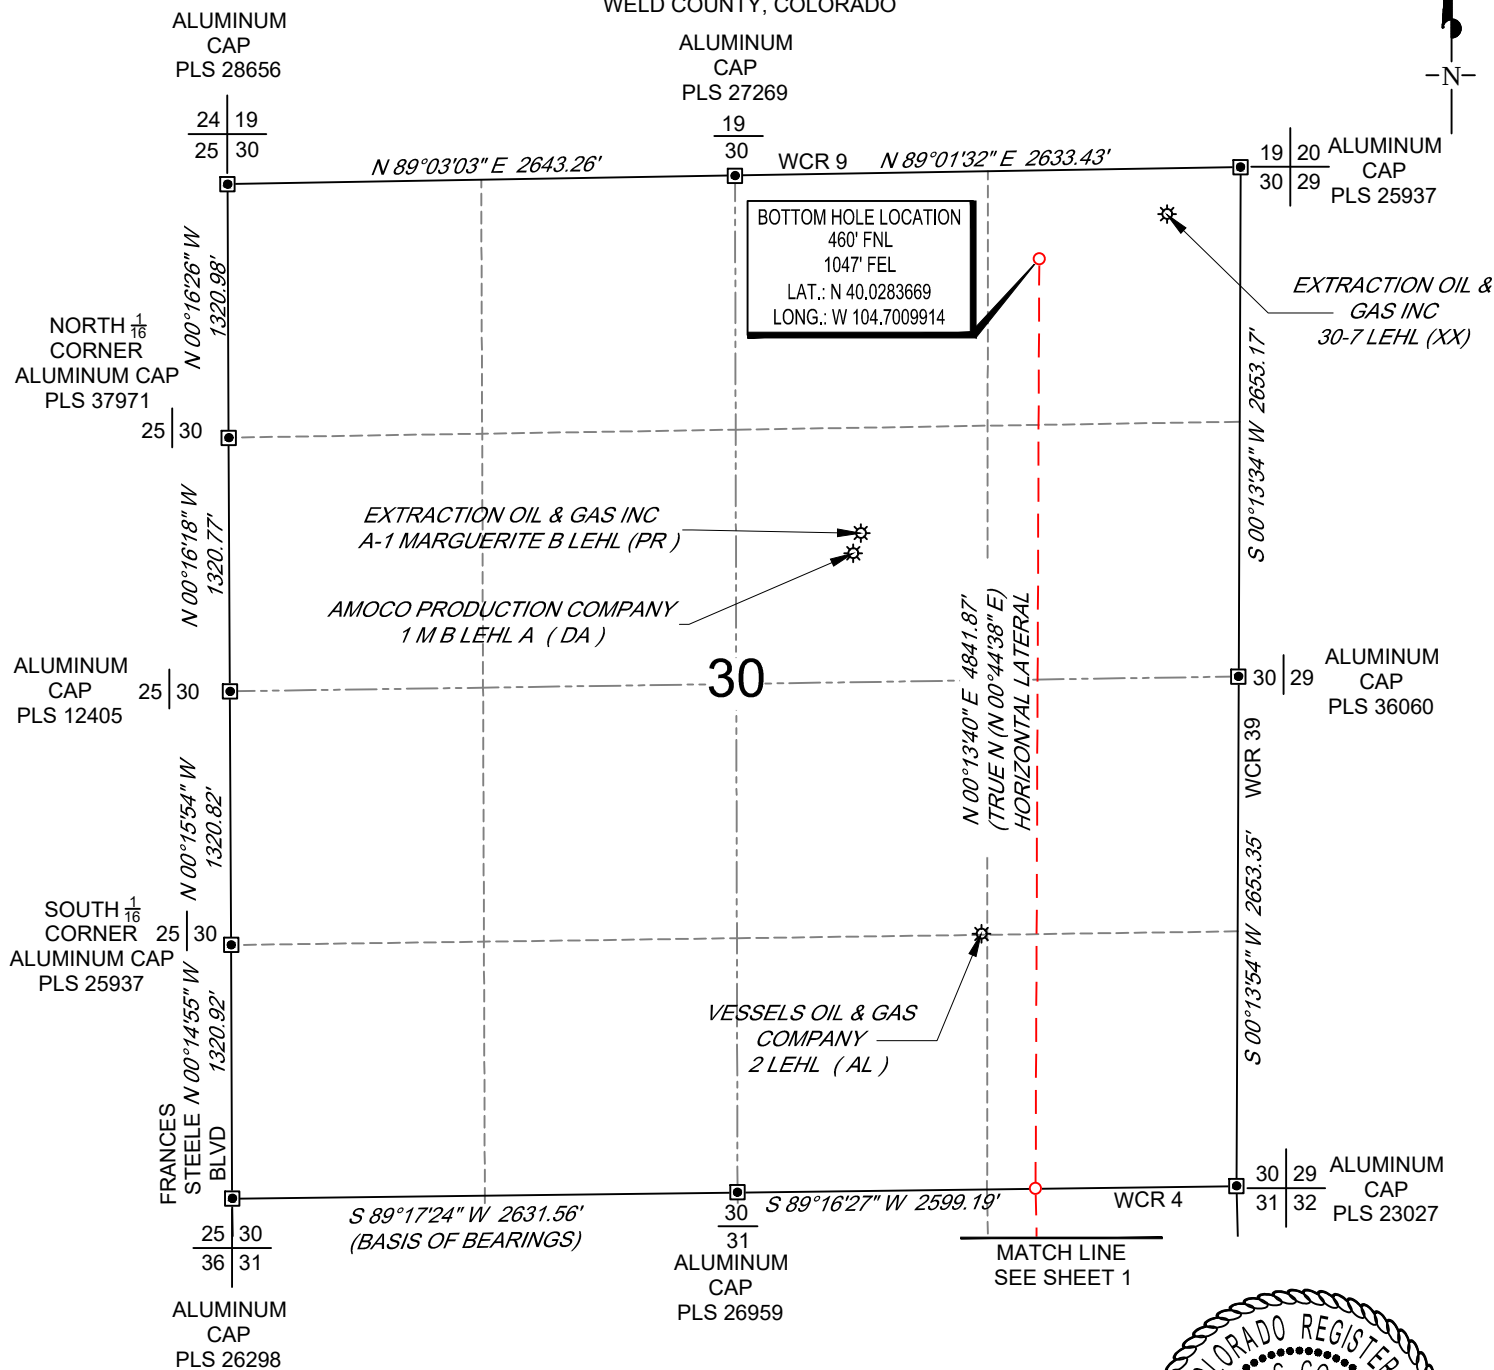 WELD COUNTY, COLORADO
ALUMINUM
CAP
PLS 28656
ALUMINUM
CAP
PLS 27269
-N-
24 19
25 30
19
30
19 20
30 29
ALUMINUM
CAP
PLS 25937
N 89°03'03" E 2643.26'
WCR 9
N 89°01'32" E 2633.43'
BOTTOM HOLE LOCATION
460' FNL
1047' FEL
LAT.: N 40.0283669
LONG.: W 104.7009914
EXTRACTION OIL &
GAS INC
30-7 LEHL (XX)
N 00°16'26" W
1320.98'
NORTH 1/16
CORNER
ALUMINUM CAP
PLS 37971
25 30
S 00°13'34" W 2653.17'
N 00°16'18" W
1320.77'
EXTRACTION OIL & GAS INC
A-1 MARGUERITE B LEHL (PR )
AMOCO PRODUCTION COMPANY
1 M B LEHL A ( DA )
N 00°13'40" E 4841.87'
(TRUE N (N 00°44'38" E)
HORIZONTAL LATERAL
ALUMINUM
CAP
PLS 12405
25 30
30
30 29
ALUMINUM
CAP
PLS 36060
WCR 39
N 00°15'54" W
1320.82'
S 00°13'54" W 2653.35'
SOUTH 1/16
CORNER
ALUMINUM CAP
PLS 25937
25 30
VESSELS OIL & GAS
COMPANY
2 LEHL ( AL )
N 00°14'55" W
1320.92'
FRANCES
STEELE
BLVD
S 89°17'24" W 2631.56'
(BASIS OF BEARINGS)
30
31
S 89°16'27" W 2599.19'
WCR 4
30 29
31 32
ALUMINUM
CAP
PLS 23027
25 30
36 31
ALUMINUM
CAP
PLS 26298
ALUMINUM
CAP
PLS 26959
MATCH LINE
SEE SHEET 1